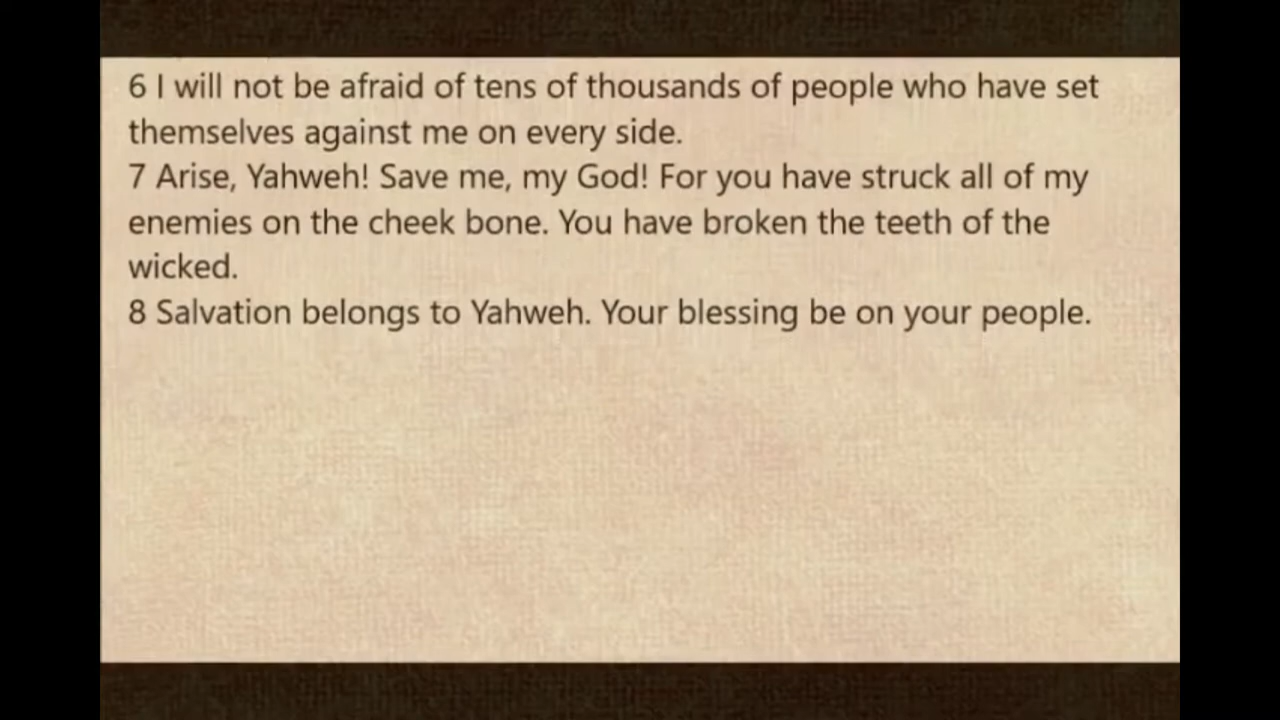 6 I will not be afraid of tens of thousands of people who have set
themselves against me on every side.
7 Arise, Yahweh! Save me, my God! For you have struck all of my
enemies on the cheek bone. You have broken the teeth of the
wicked.
8 Salvation belongs to Yahweh. Your blessing be on your people.